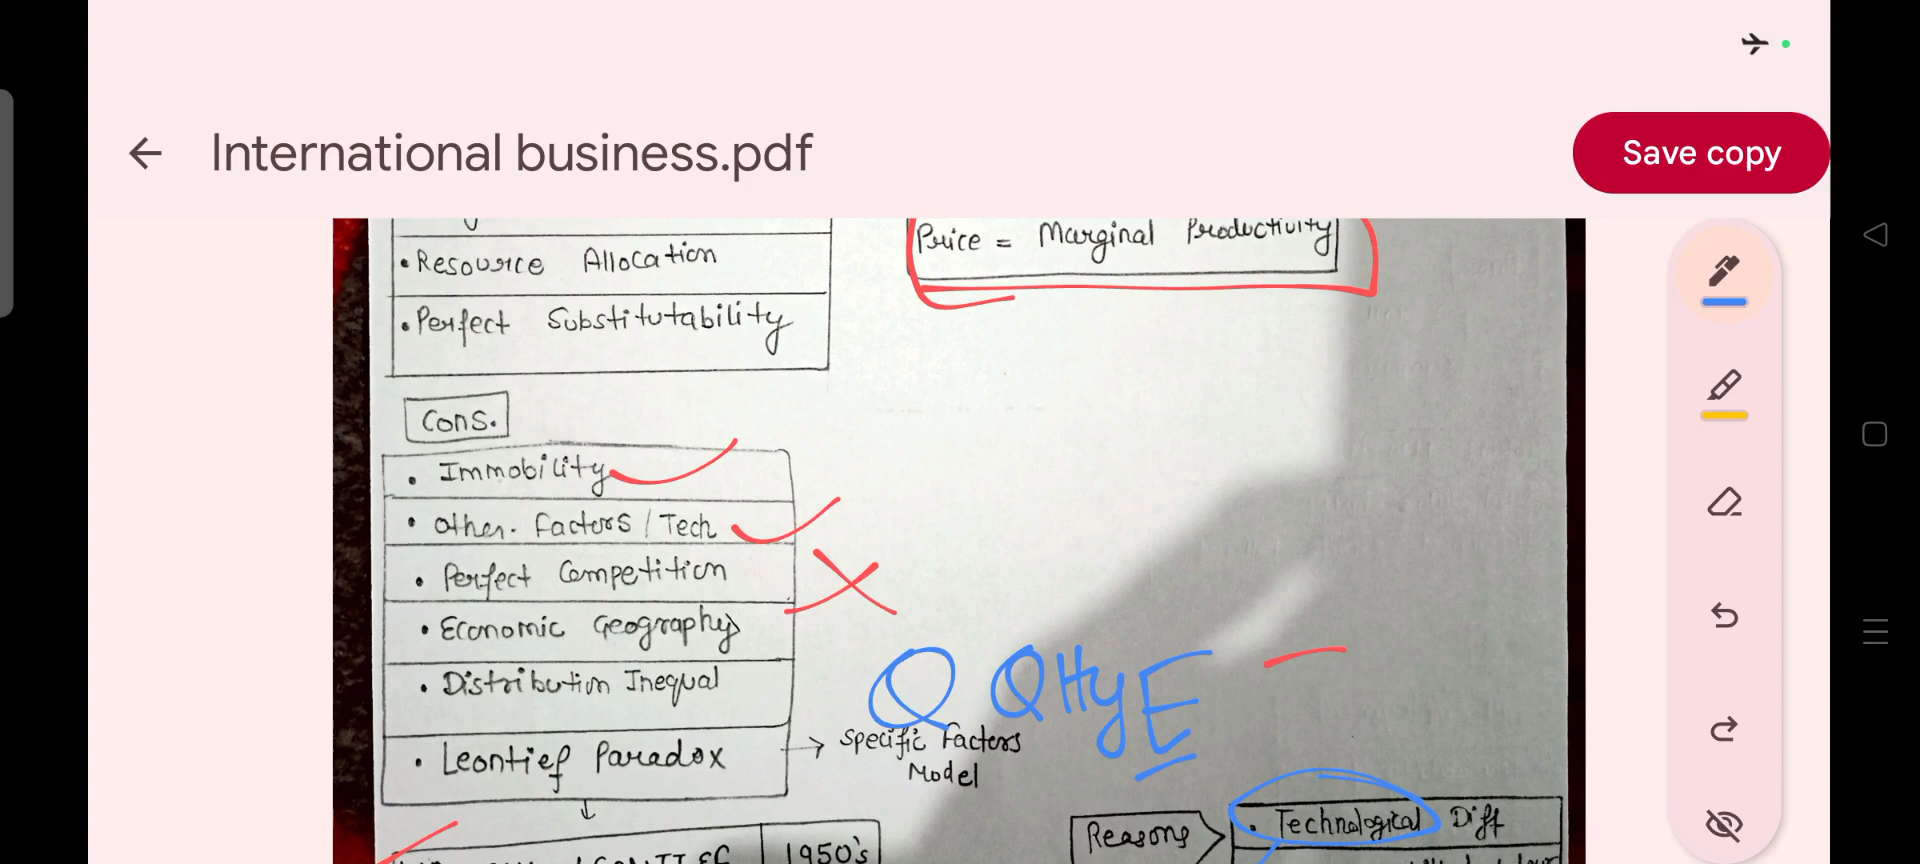 International business.pdf
Save copy
Price = Marginal Productivity
• Resource Allocation
• Perfect Substitutability
Cons.
• Immobility
• Other. Factors / Tech
• Perfect Competition
• Economic Geography
• Distribution Inequal
• Leontief Paradox → Specific Factors Model
Q QHyE
Reasons
• Technological Diff
1950's